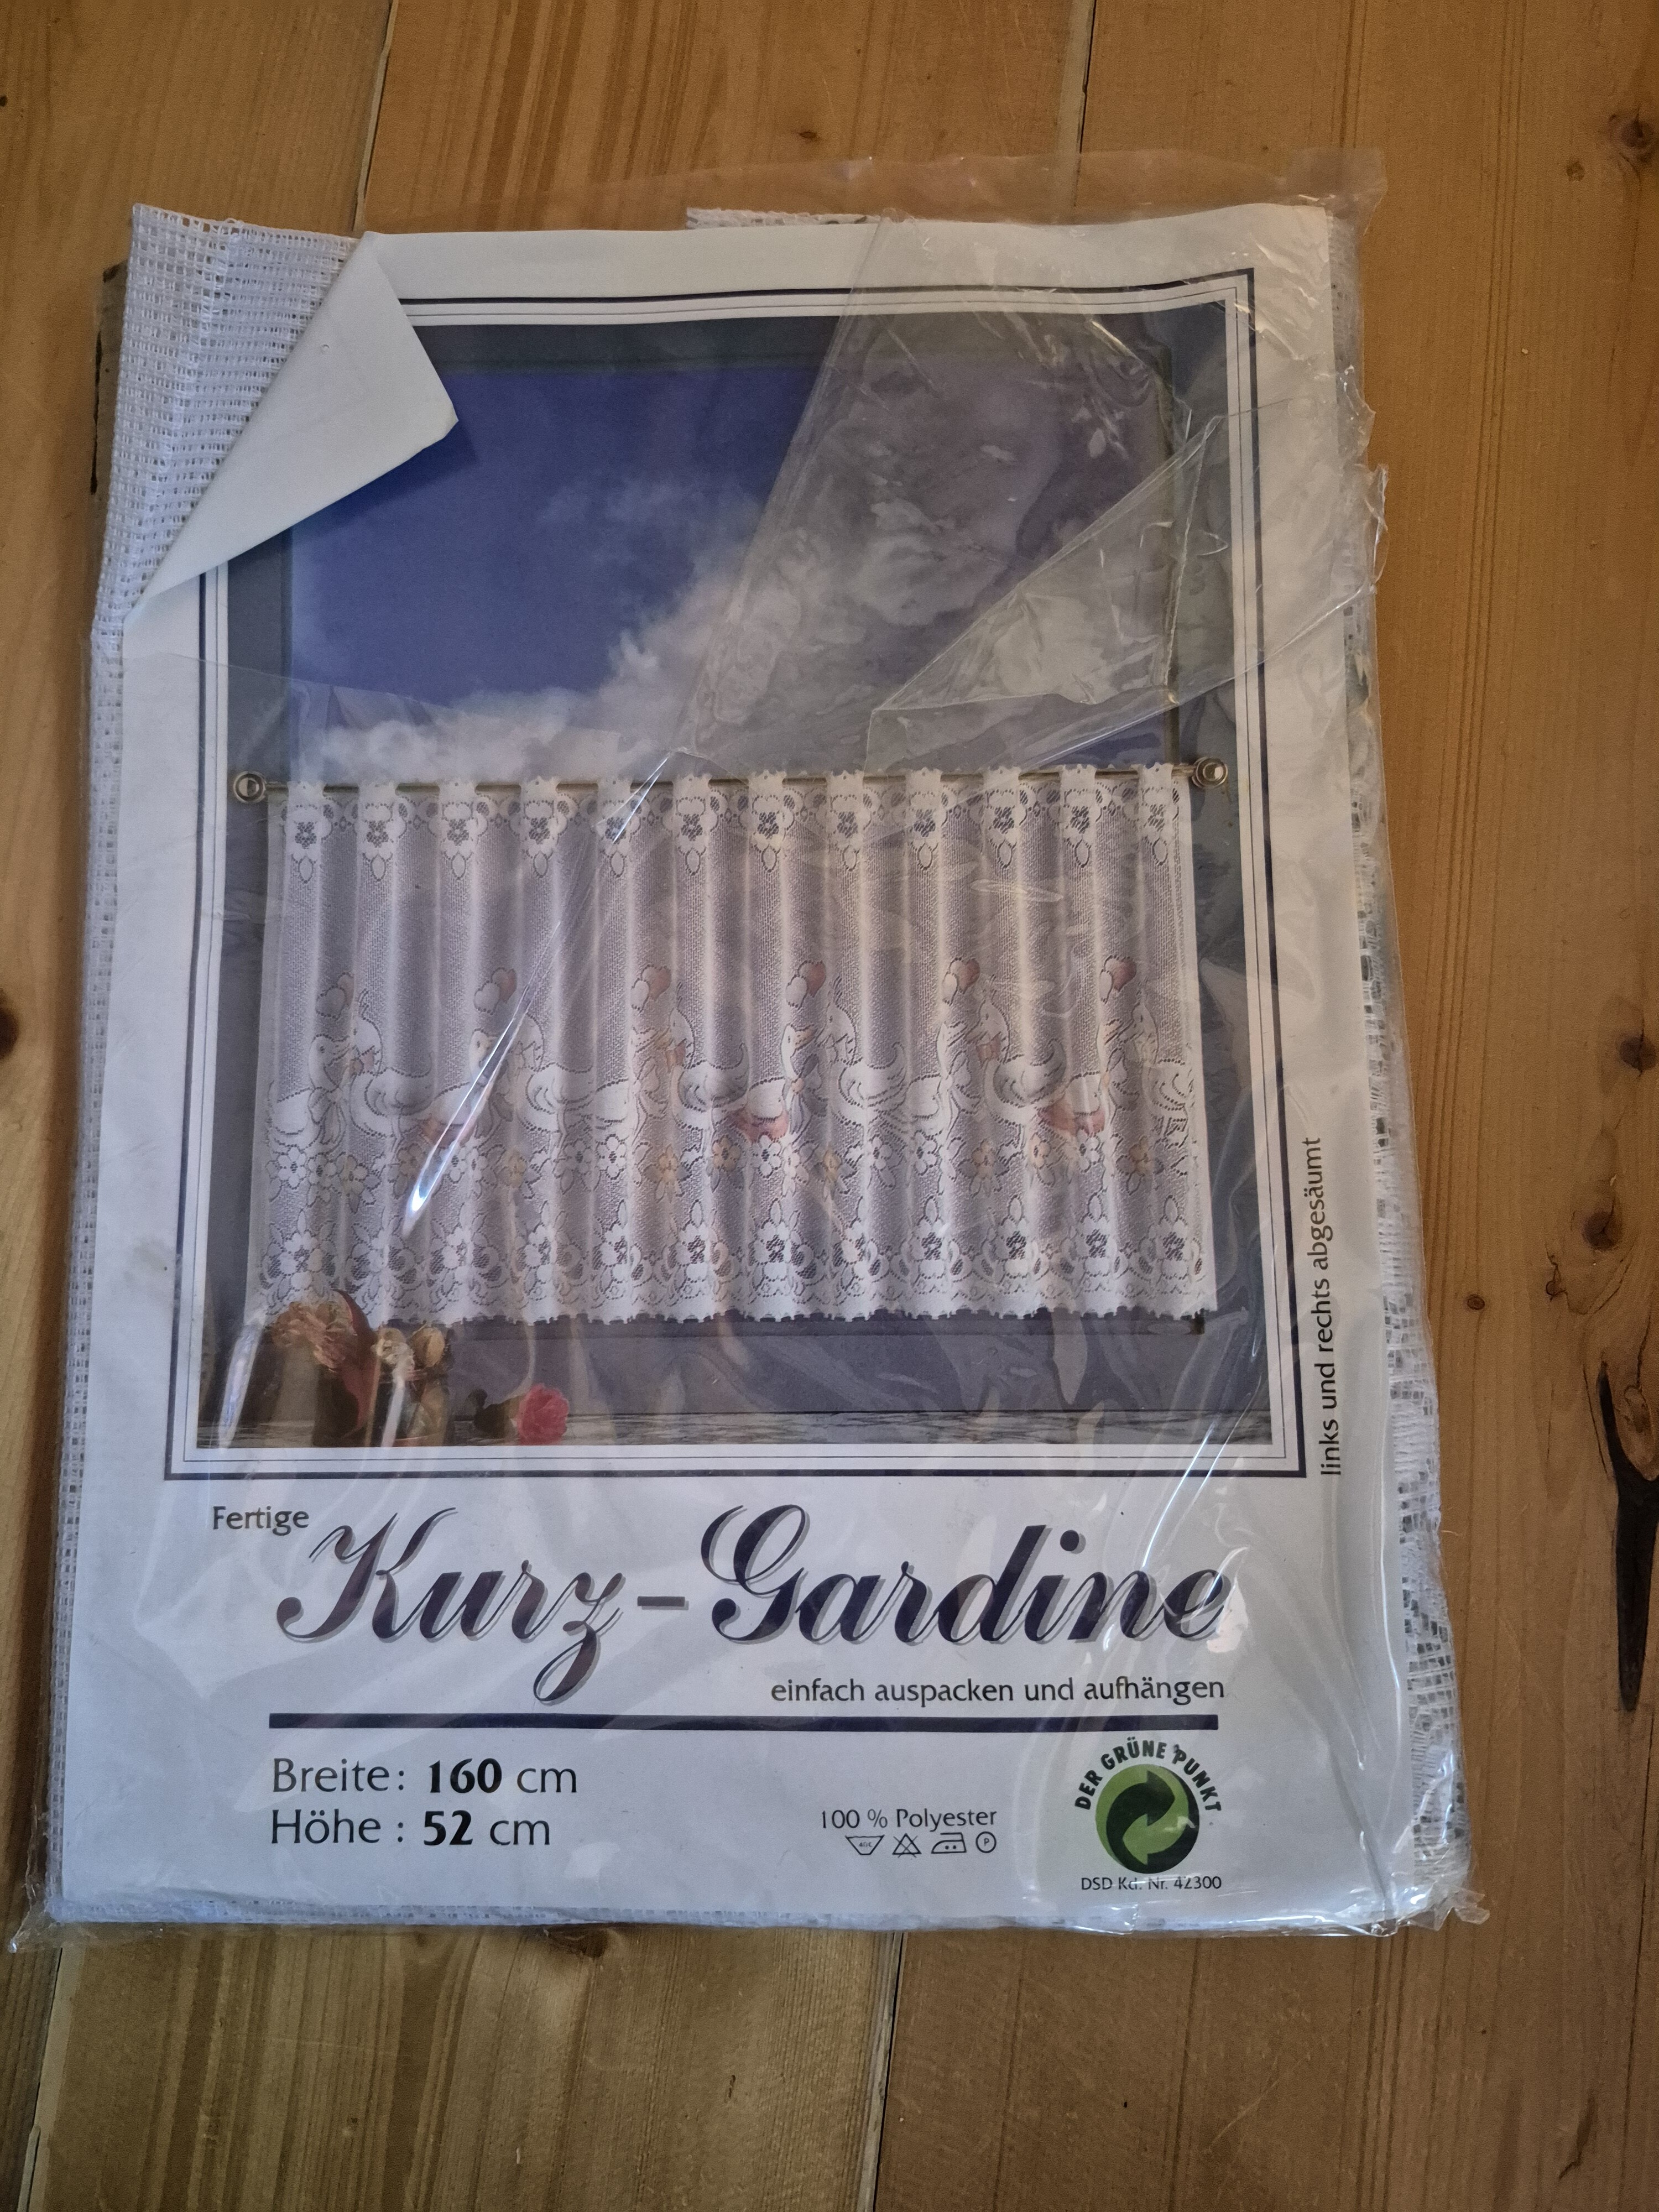 links und rechts abgesäumt
Fertige
Kurz-Gardine
einfach auspacken und aufhängen
Breite: 160 cm
Höhe : 52 cm
100 % Polyester
P
DER GRÜNE PUNKT
DSD Kd. Nr. 42300